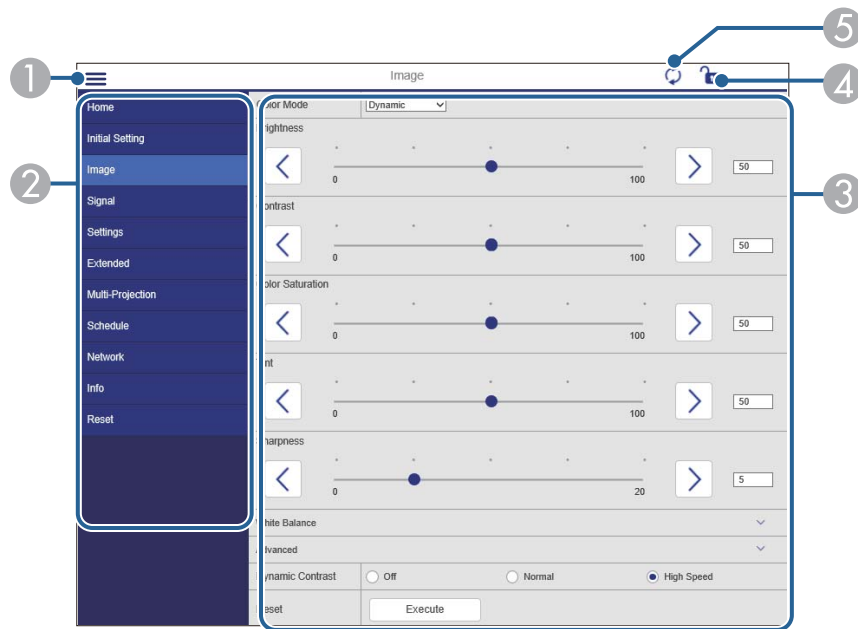 5
1
Image
4
Home
olor Mode
Dynamic
rightness
Initial Setting
2
Image
0
100
50
Signal
ontrast
3
Settings
0
100
50
Extended
olor Saturation
Multi-Projection
Schedule
0
100
50
Network
nt
Info
0
100
50
Reset
harpness
0
20
5
hite Balance
dvanced
ynamic Contrast
Off
Normal
High Speed
eset
Execute